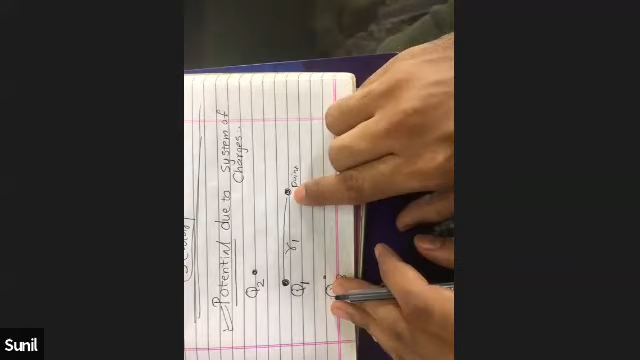 Potential due to System of
Charges.
Q2
r1
Point
Q1
Sunil